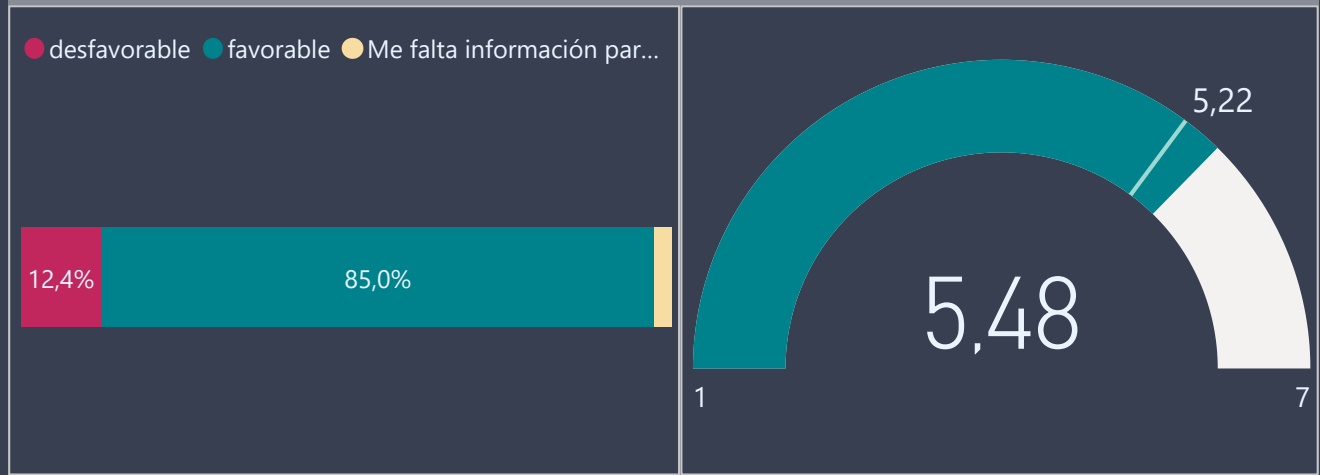 desfavorable favorable Me falta información par...
12,4% 85,0%
5,22
5,48
1 7